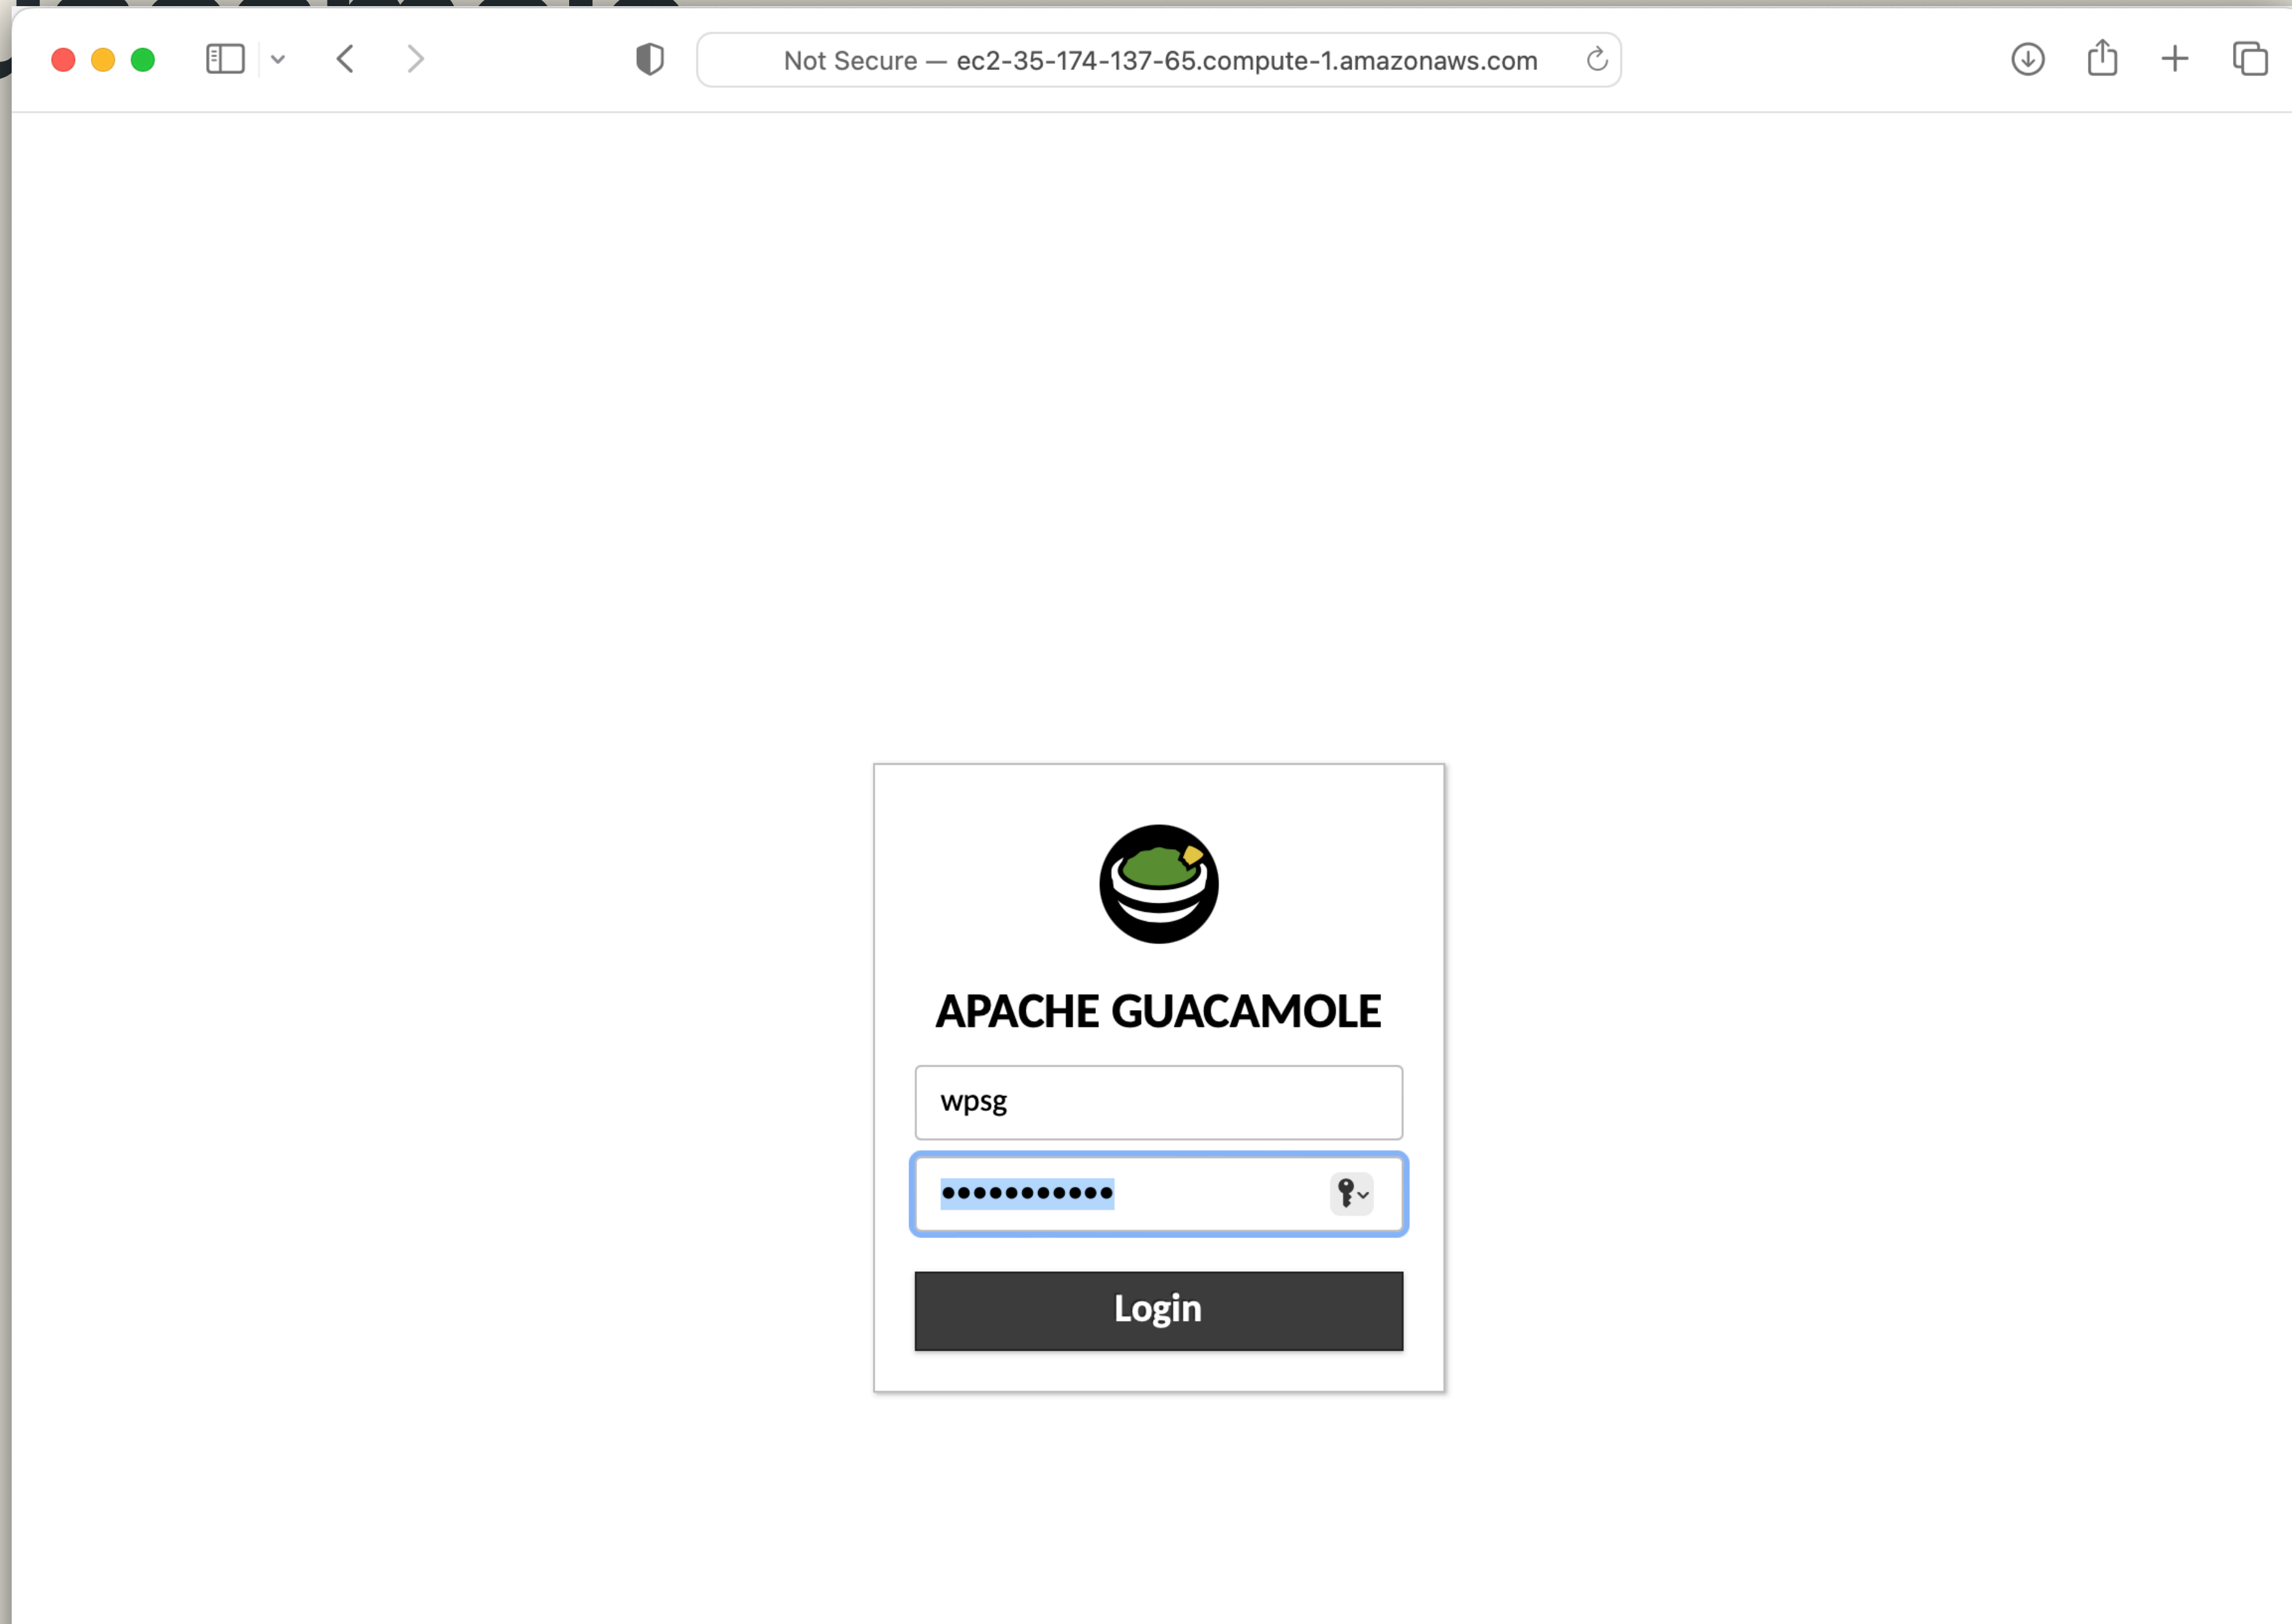 Not Secure — ec2-35-174-137-65.compute-1.amazonaws.com
APACHE GUACAMOLE
wpsg
•••••••••••
Login